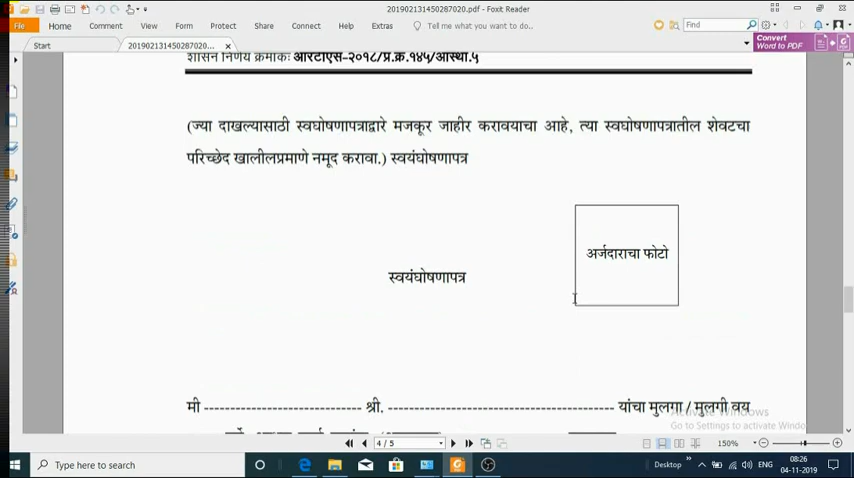 201902131450287020.pdf - Foxit Reader
File Home Comment View Form Protect Share Connect Help Extras Tell me what you want to do.. Find
Start 201902131450287020....
Convert
Word to PDF
शासन निर्णय क्रमांकः आरटीएस-२०१८/प्र.क्र.१४५/आस्था.५
(ज्या दाखल्यासाठी स्वघोषणापत्राद्वारे मजकूर जाहीर करावयाचा आहे, त्या स्वघोषणापत्रातील शेवटचा
परिच्छेद खालीलप्रमाणे नमूद करावा.) स्वयंघोषणापत्र
अर्जदाराचा फोटो
स्वयंघोषणापत्र
मी ---------------------------- श्री. ---------------------------------------- यांचा मुलगा / मुलगी वय
Activate Windows
Go to Settings to activate Windo
4 / 5 150%
Type here to search Desktop ENG 08:26
04-11-2019